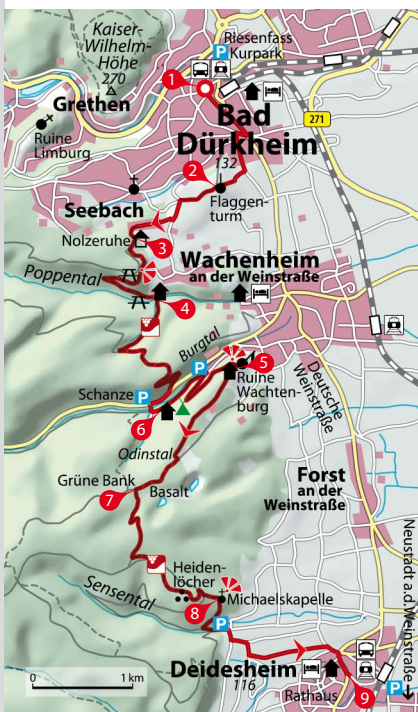 Kaiser-
Wilhelm-
Höhe
270
Riesenfass
P
Kurpark
1
Grethen
271
Bad
Dürkheim
Ruine
Limburg
132
2
Seebach
Flaggen-
turm
Nolzeruhe
3
Wachenheim
an der Weinstraße
Poppental
4
Burgtal
P
5
Ruine
Wachten-
burg
Deutsche
Weinstraße
Schanze
P
6
Odinstal
Forst
an der
Weinstraße
Grüne Bank
7
Basalt
Neustadt a.d.Weinstraße
Heiden-
löcher
Sensental
Michaelskapelle
8
P
Deidesheim
116
0
1 km
Rathaus
9
P